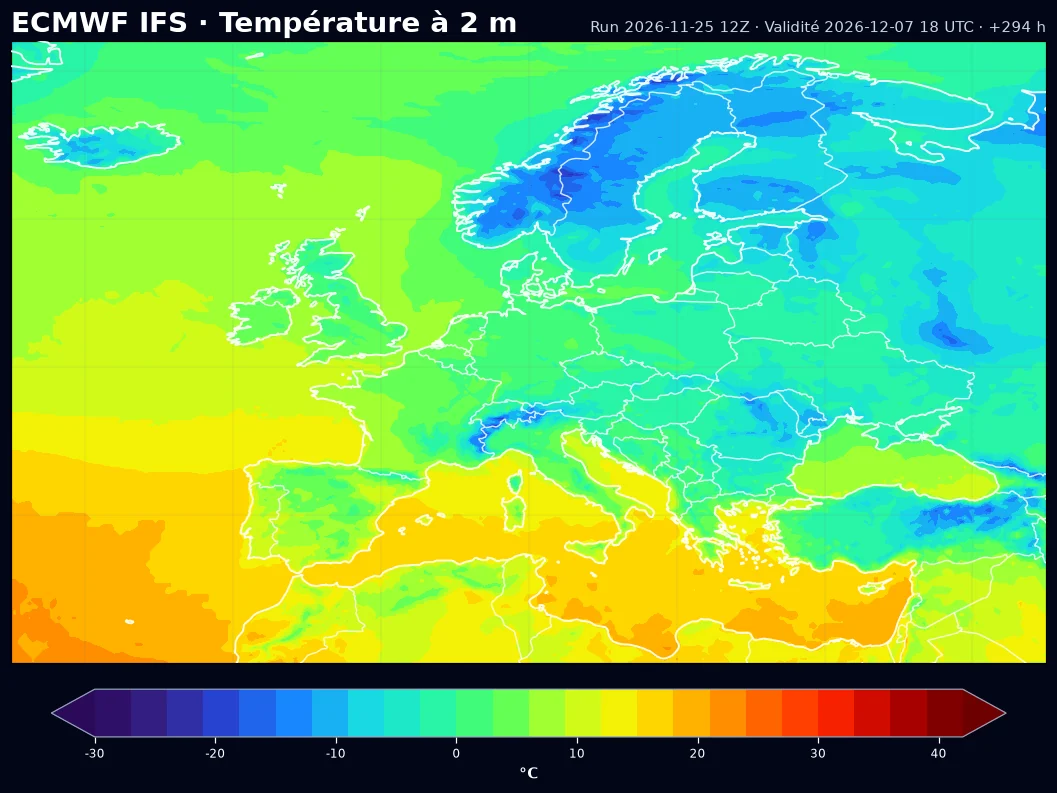 ECMWF IFS · Température à 2 m
Run 2026-11-25 12Z · Validité 2026-12-07 18 UTC · +294 h
-30 -20 -10 0 10 20 30 40
°C